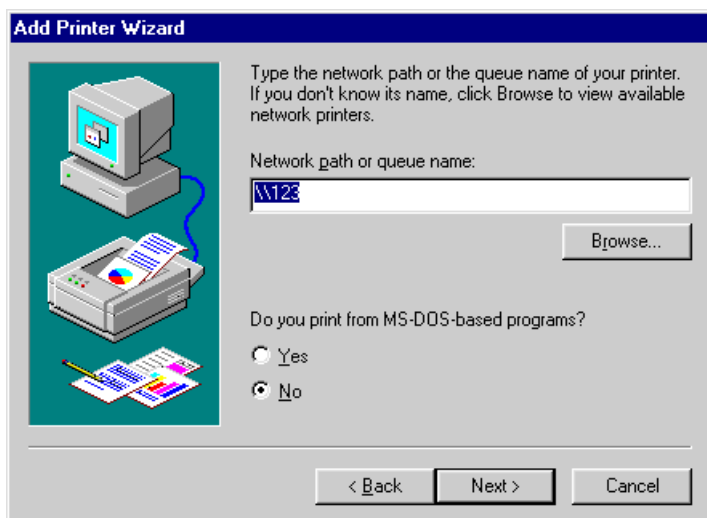 Add Printer Wizard
Type the network path or the queue name of your printer.
If you don't know its name, click Browse to view available
network printers.
Network path or queue name:
\\123
Browse...
Do you print from MS-DOS-based programs?
Yes
No
< Back
Next >
Cancel